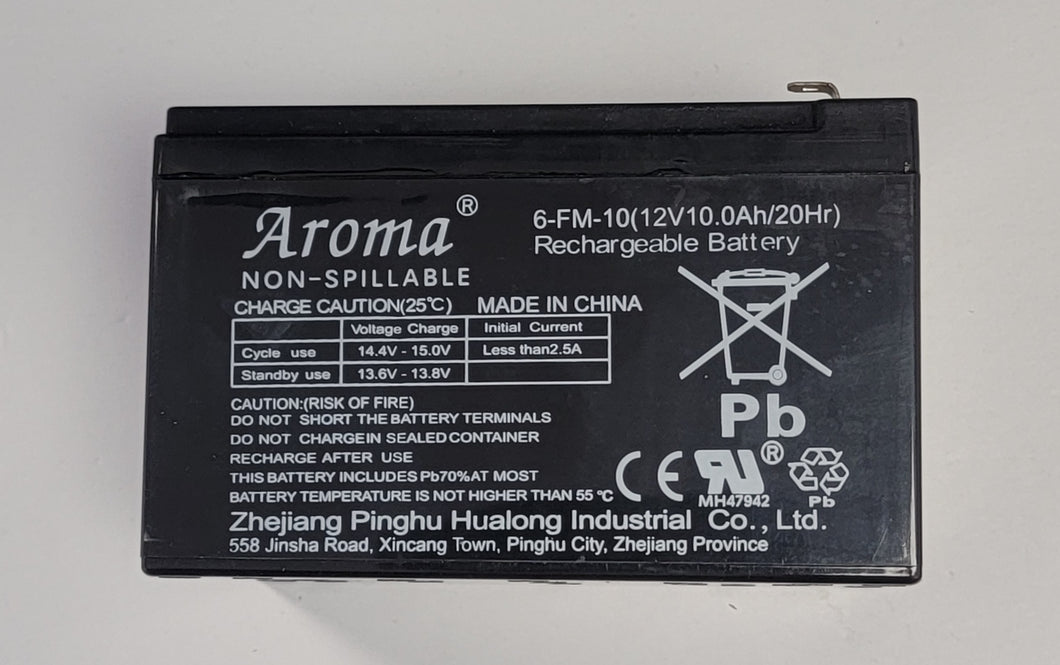 Aroma®
NON-SPILLABLE
6-FM-10(12V10.0Ah/20Hr)
Rechargeable Battery
CHARGE CAUTION(25℃) MADE IN CHINA
Voltage Charge Initial Current
Cycle use 14.4V - 15.0V Less than2.5A
Standby use 13.6V - 13.8V
CAUTION:(RISK OF FIRE)
DO NOT SHORT THE BATTERY TERMINALS
DO NOT CHARGEIN SEALED CONTAINER
RECHARGE AFTER USE
THIS BATTERY INCLUDES Pb70%AT MOST
BATTERY TEMPERATURE IS NOT HIGHER THAN 55 ℃
Pb
CE RU®
MH47942
Pb
Zhejiang Pinghu Hualong Industrial Co., Ltd.
558 Jinsha Road, Xincang Town, Pinghu City, Zhejiang Province